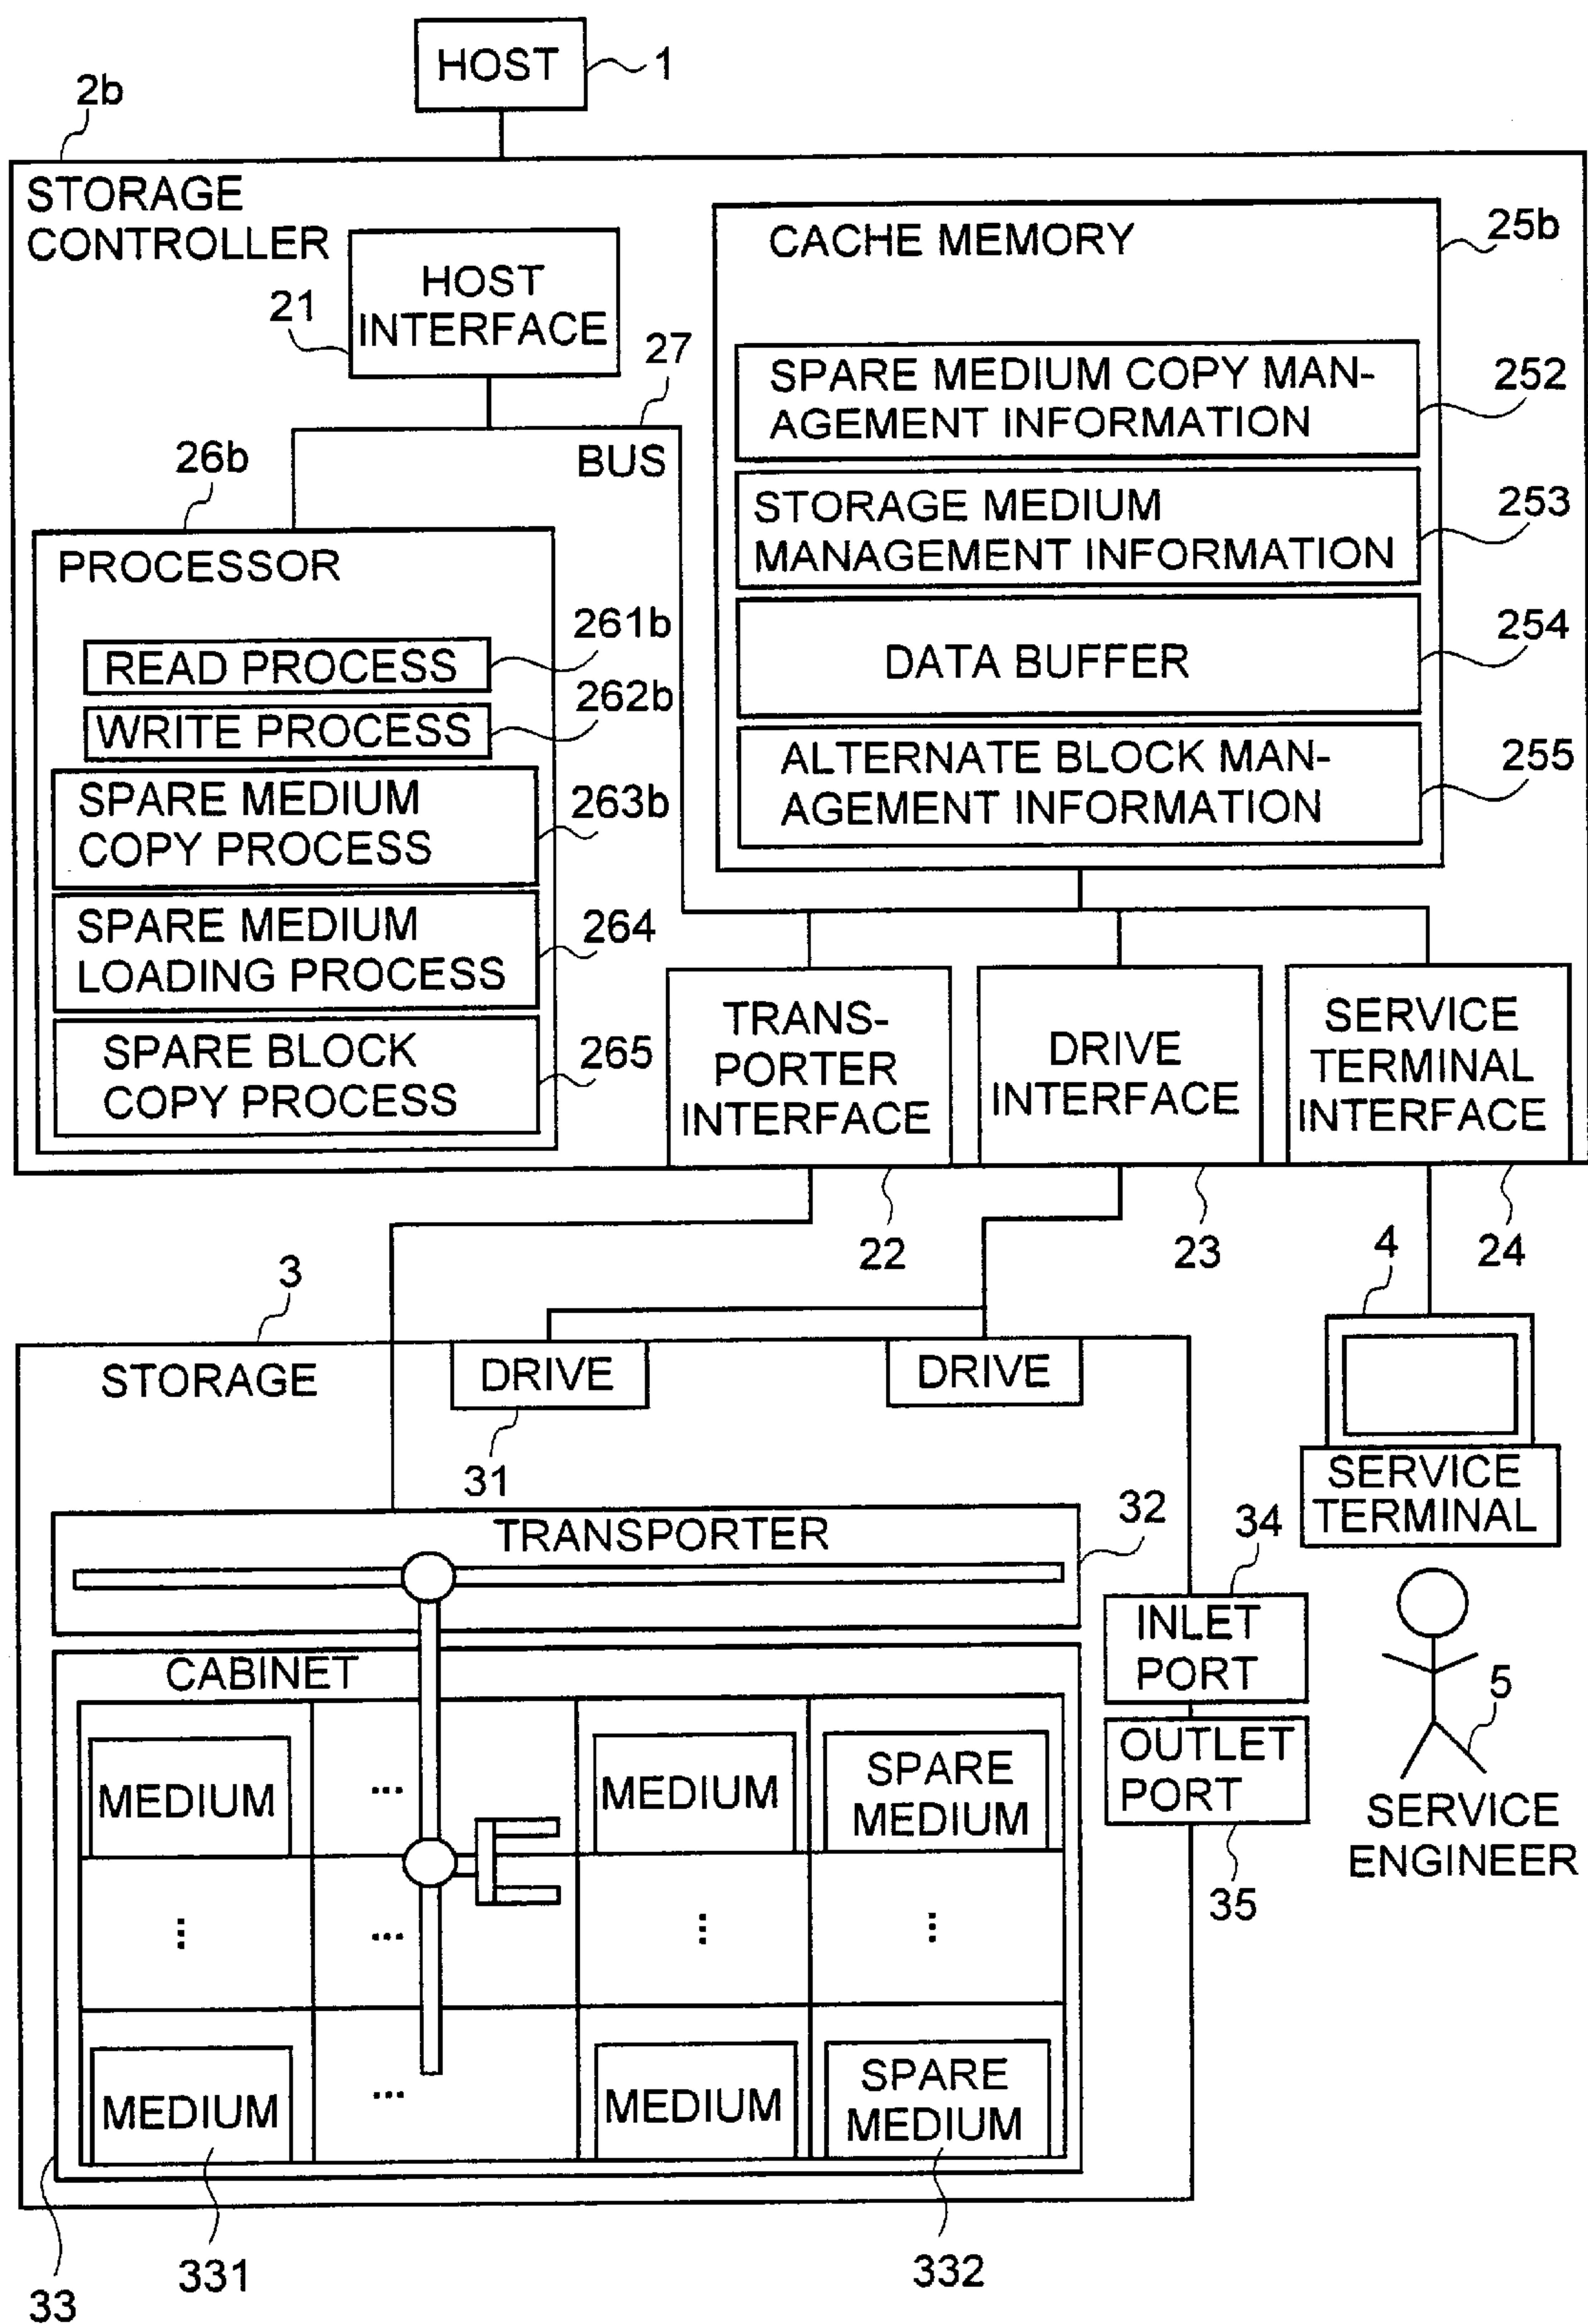 HOST
1
2b
STORAGE
CONTROLLER
HOST
INTERFACE
21
27
BUS
CACHE MEMORY
25b
SPARE MEDIUM COPY MAN-
AGEMENT INFORMATION
252
STORAGE MEDIUM
MANAGEMENT INFORMATION
253
DATA BUFFER
254
ALTERNATE BLOCK MAN-
AGEMENT INFORMATION
255
26b
PROCESSOR
READ PROCESS
261b
WRITE PROCESS
262b
SPARE MEDIUM
COPY PROCESS
263b
SPARE MEDIUM
LOADING PROCESS
264
SPARE BLOCK
COPY PROCESS
265
TRANS-
PORTER
INTERFACE
22
DRIVE
INTERFACE
23
SERVICE
TERMINAL
INTERFACE
24
3
STORAGE
DRIVE
31
DRIVE
4
SERVICE
TERMINAL
TRANSPORTER
32
34
INLET
PORT
OUTLET
PORT
35
5
SERVICE
ENGINEER
CABINET
MEDIUM
...
MEDIUM
SPARE
MEDIUM
...
...
...
...
MEDIUM
...
MEDIUM
SPARE
MEDIUM
33
331
332